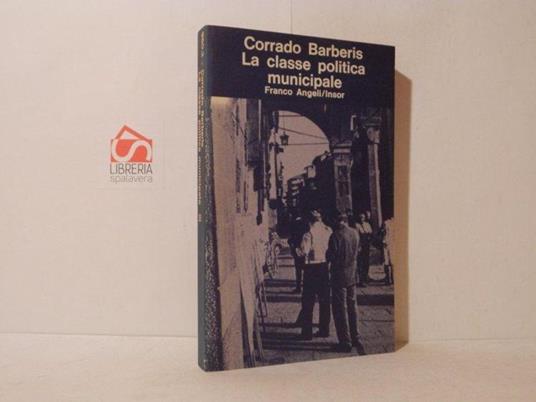 Corrado Barberis
La classe politica
municipale
Franco Angeli/Insor
LIBRERIA
spalavera